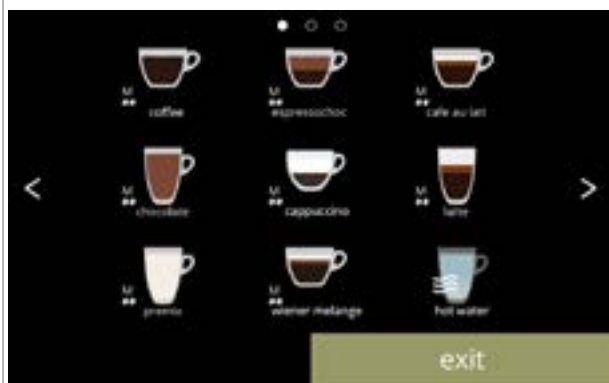 M
coffee
M
espressochoc
M
cafe au lait
M
chocolate
M
cappuccino
M
latte
M
M
wiener melange
hot water
exit